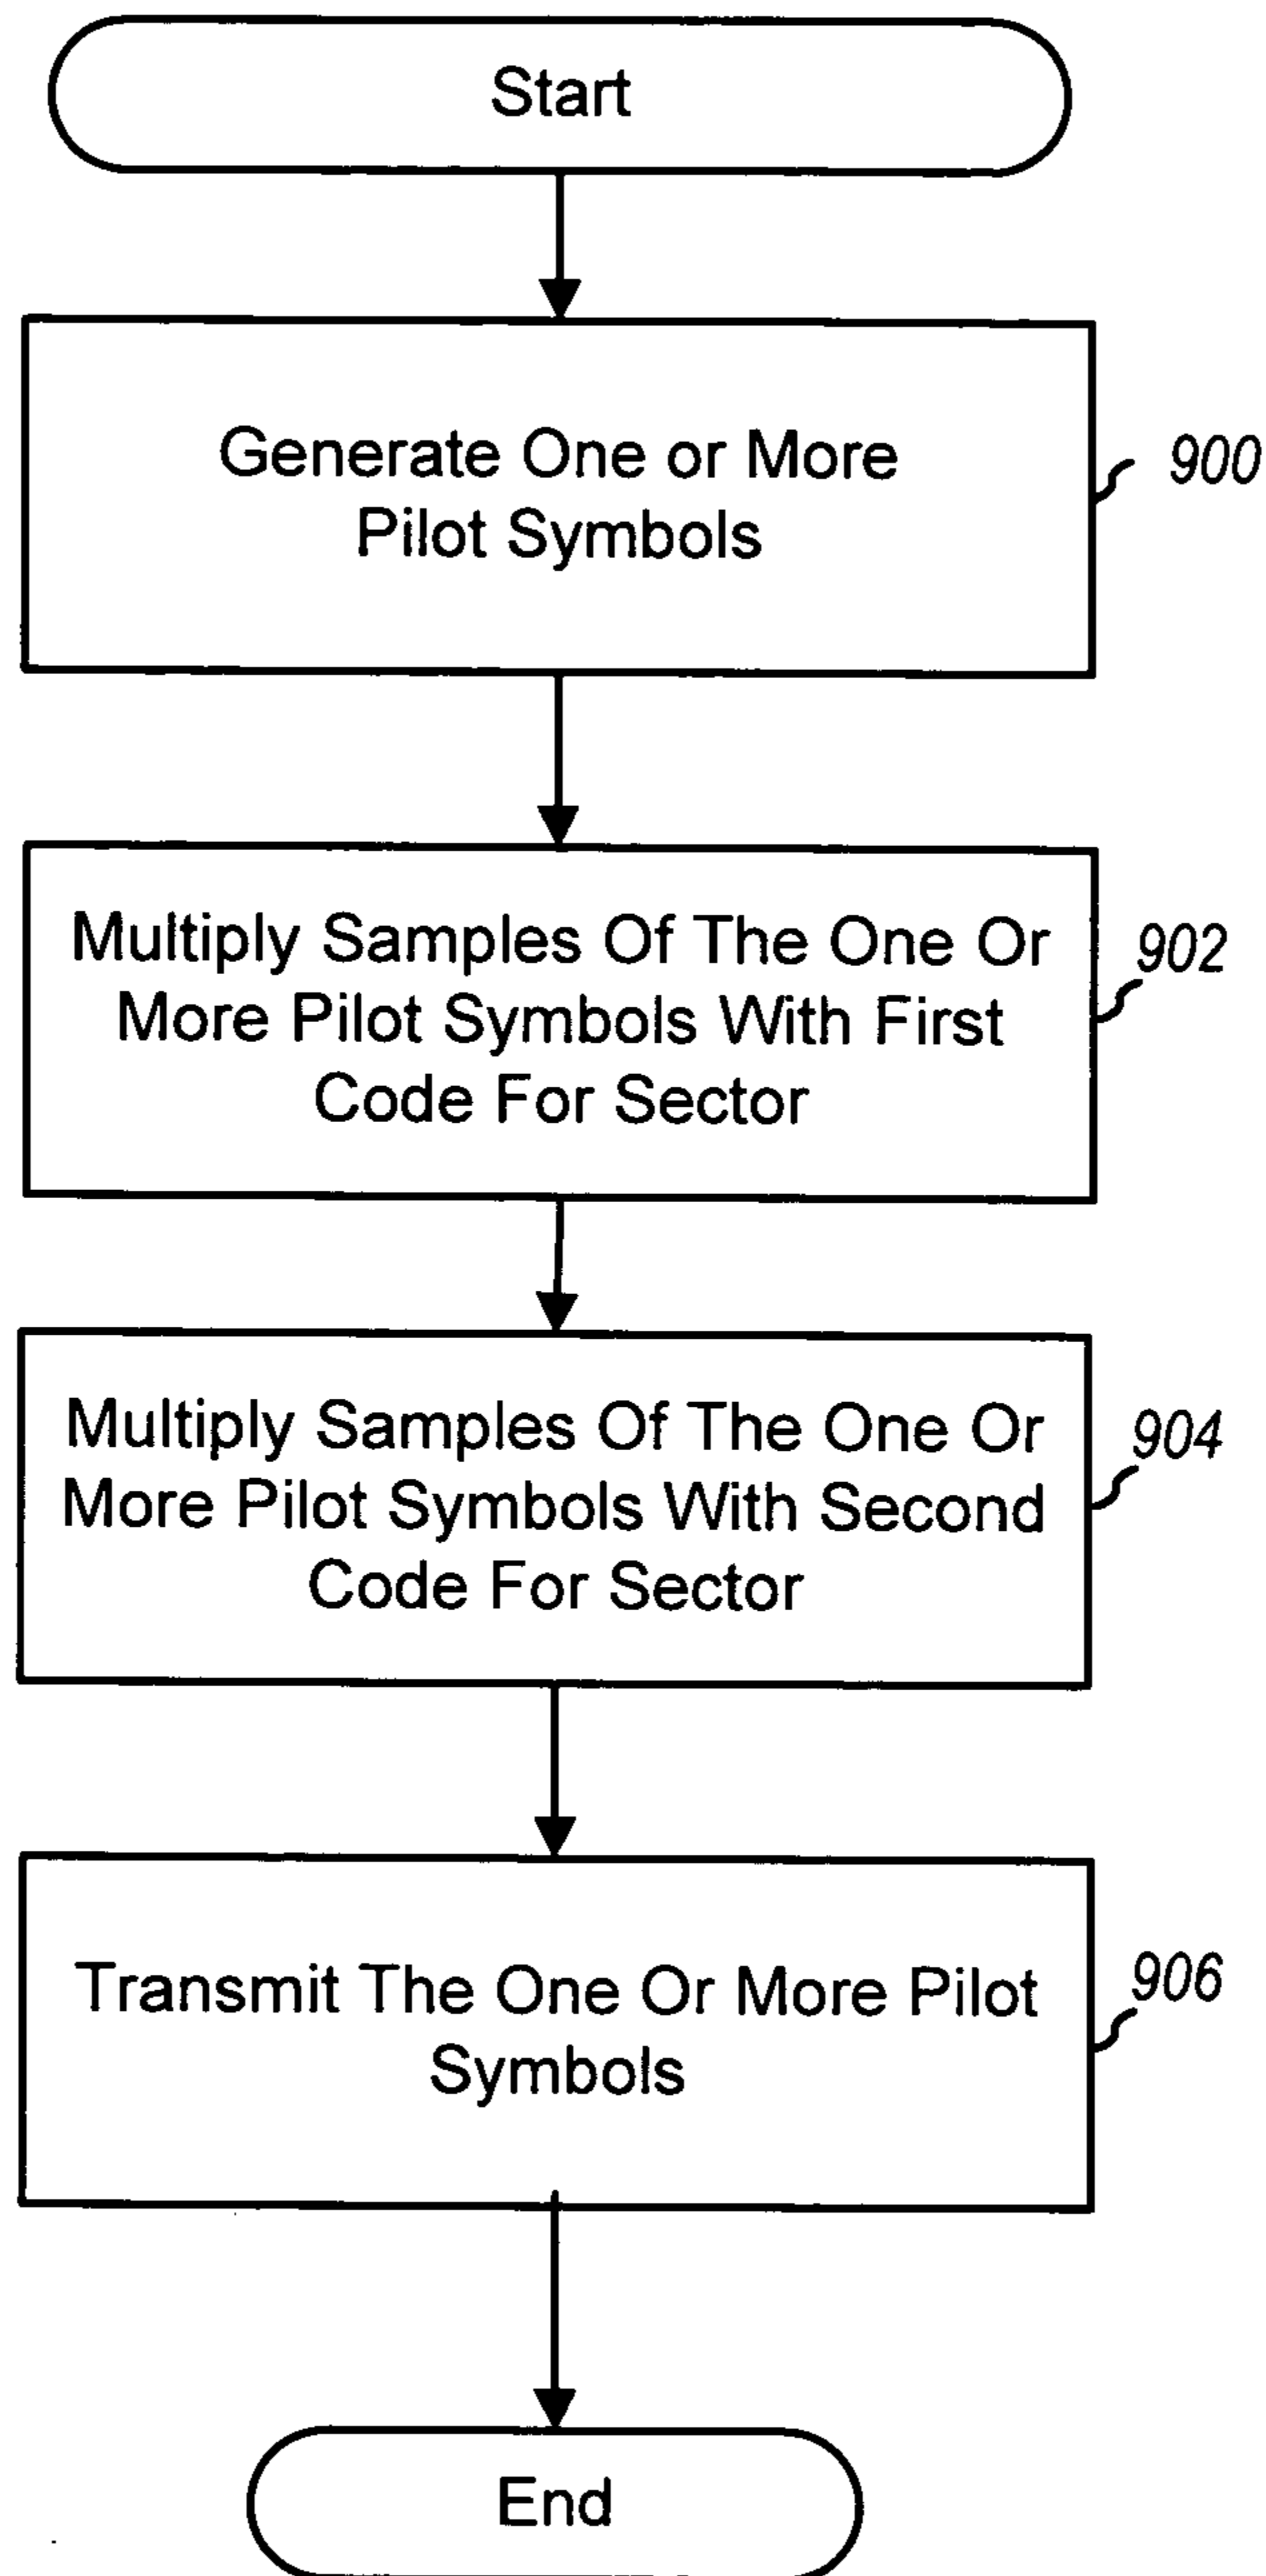 Start
Generate One or More
Pilot Symbols
900
Multiply Samples Of The One Or
More Pilot Symbols With First
Code For Sector
902
Multiply Samples Of The One Or
More Pilot Symbols With Second
Code For Sector
904
Transmit The One Or More Pilot
Symbols
906
End